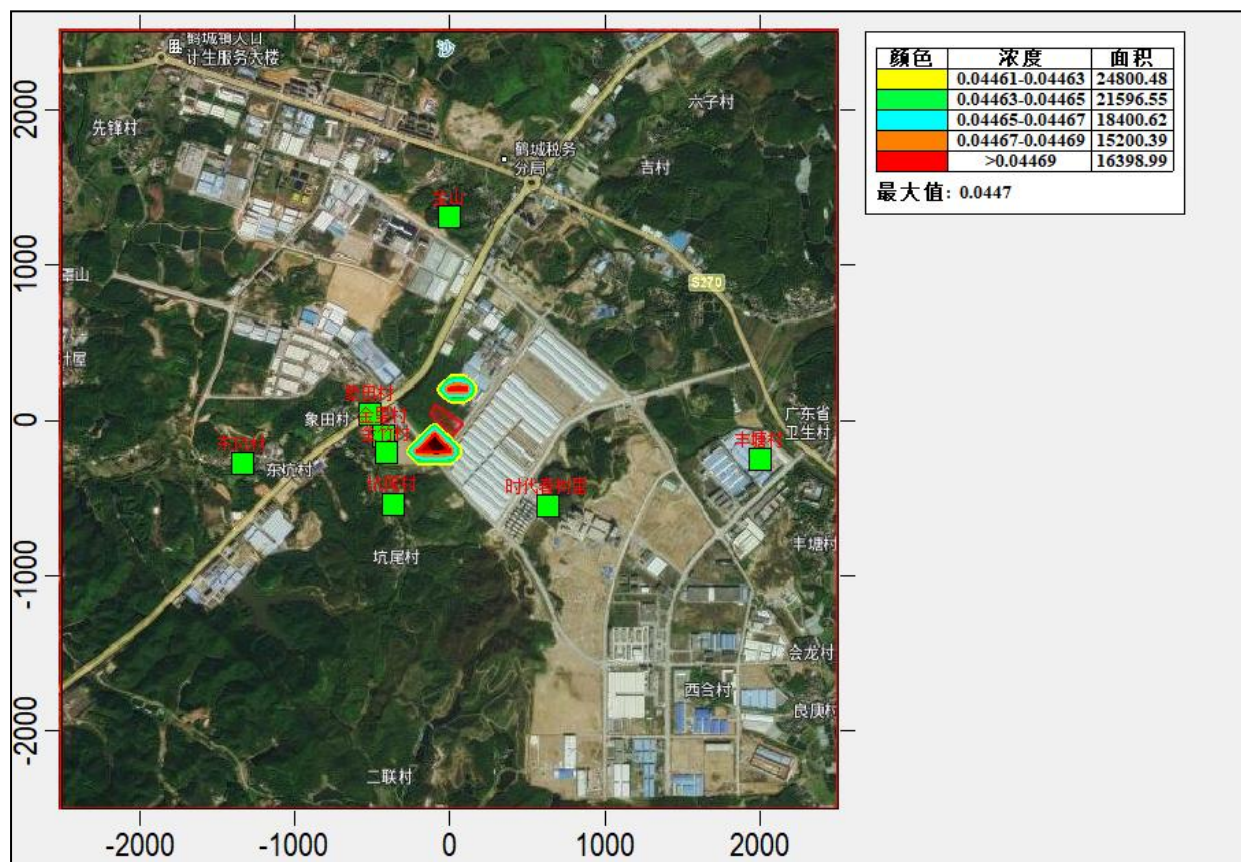 鹤城镇人口
计生服务大楼
沙
六子村
先锋村
鹤城税务
分局
吉村
S270
象田村
东坑村
坑尾村
时代春树里
丰塘村
广东省
卫生村
丰塘村
会龙村
西合村
良庚村
二联村
2000
1000
0
-1000
-2000
-2000
-1000
0
1000
2000
颜色 浓度 面积
0.04461-0.04463 24800.48
0.04463-0.04465 21596.55
0.04465-0.04467 18400.62
0.04467-0.04469 15200.39
>0.04469 16398.99
最大值: 0.0447